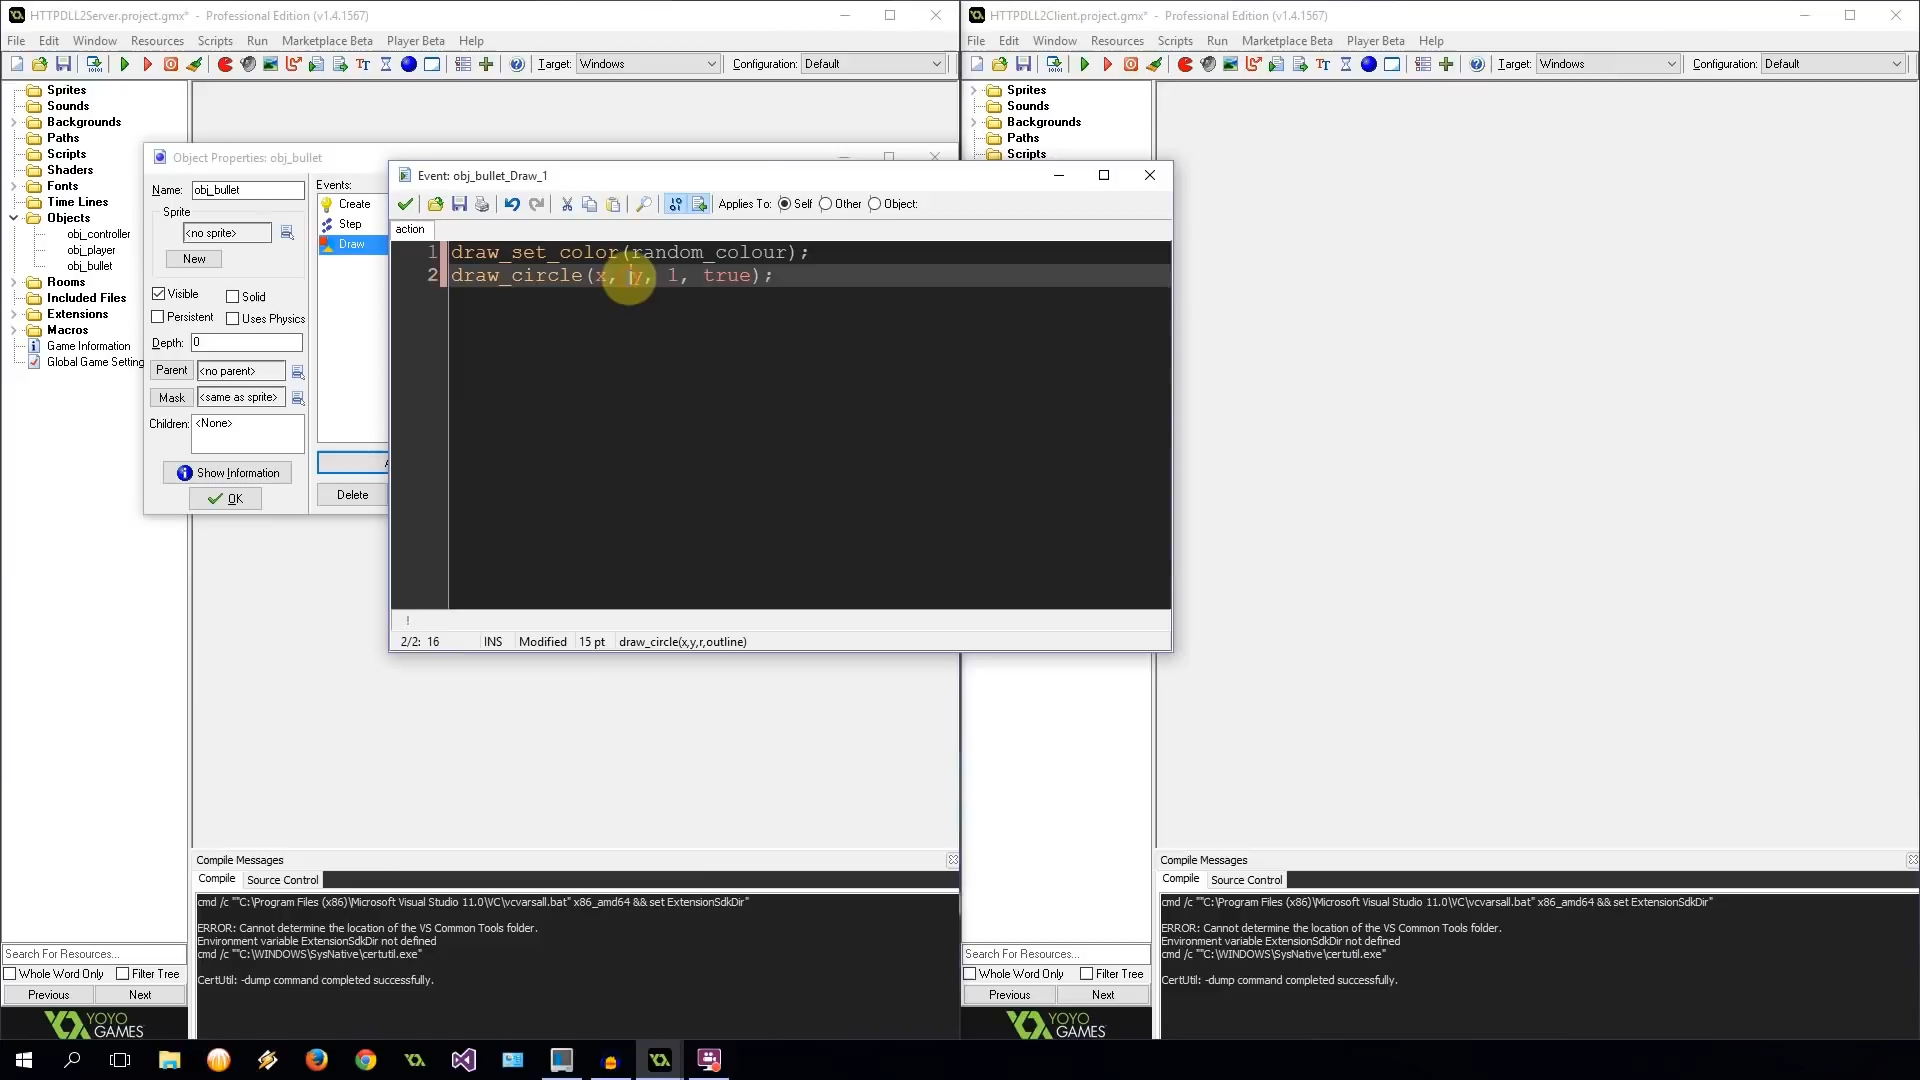 HTTPDLL2Server.project.gmx* - Professional Edition (v1.4.1567)
File Edit Window Resources Scripts Run Marketplace Beta Player Beta Help
Target: Windows Configuration: Default
Sprites
Sounds
Backgrounds
Paths
Scripts
Shaders
Fonts
Time Lines
Objects
obj_controller
obj_player
obj_bullet
Rooms
Included Files
Extensions
Macros
Game Information
Global Game Setting
Search For Resources...
Whole Word Only Filter Tree
Previous Next
YOYO
GAMES
Object Properties: obj_bullet
Name: obj_bullet
Sprite
<no sprite>
New
Visible Solid
Persistent Uses Physics
Depth: 0
Parent <no parent>
Mask <same as sprite>
Children: <None>
Show Information
OK
Events:
Create
Step
Draw
Delete
Event: obj_bullet_Draw_1
Applies To: Self Other Object:
action
1 draw_set_color(random_colour);
2 draw_circle(x, y, 1, true);
2/2: 16 INS Modified 15 pt draw_circle(x,y,r,outline)
Compile Messages
Compile Source Control
cmd /c ""C:\Program Files (x86)\Microsoft Visual Studio 11.0\VC\vcvarsall.bat" x86_amd64 && set ExtensionSdkDir"
ERROR: Cannot determine the location of the VS Common Tools folder.
Environment variable ExtensionSdkDir not defined
cmd /c ""C:\WINDOWS\SysNative\certutil.exe"
CertUtil: -dump command completed successfully.
HTTPDLL2Client.project.gmx* - Professional Edition (v1.4.1567)
File Edit Window Resources Scripts Run Marketplace Beta Player Beta Help
Target: Windows Configuration: Default
Sprites
Sounds
Backgrounds
Paths
Scripts
Search For Resources...
Whole Word Only Filter Tree
Previous Next
YOYO
GAMES
Compile Messages
Compile Source Control
cmd /c ""C:\Program Files (x86)\Microsoft Visual Studio 11.0\VC\vcvarsall.bat" x86_amd64 && set ExtensionSdkDir"
ERROR: Cannot determine the location of the VS Common Tools folder.
Environment variable ExtensionSdkDir not defined
cmd /c ""C:\WINDOWS\SysNative\certutil.exe"
CertUtil: -dump command completed successfully.